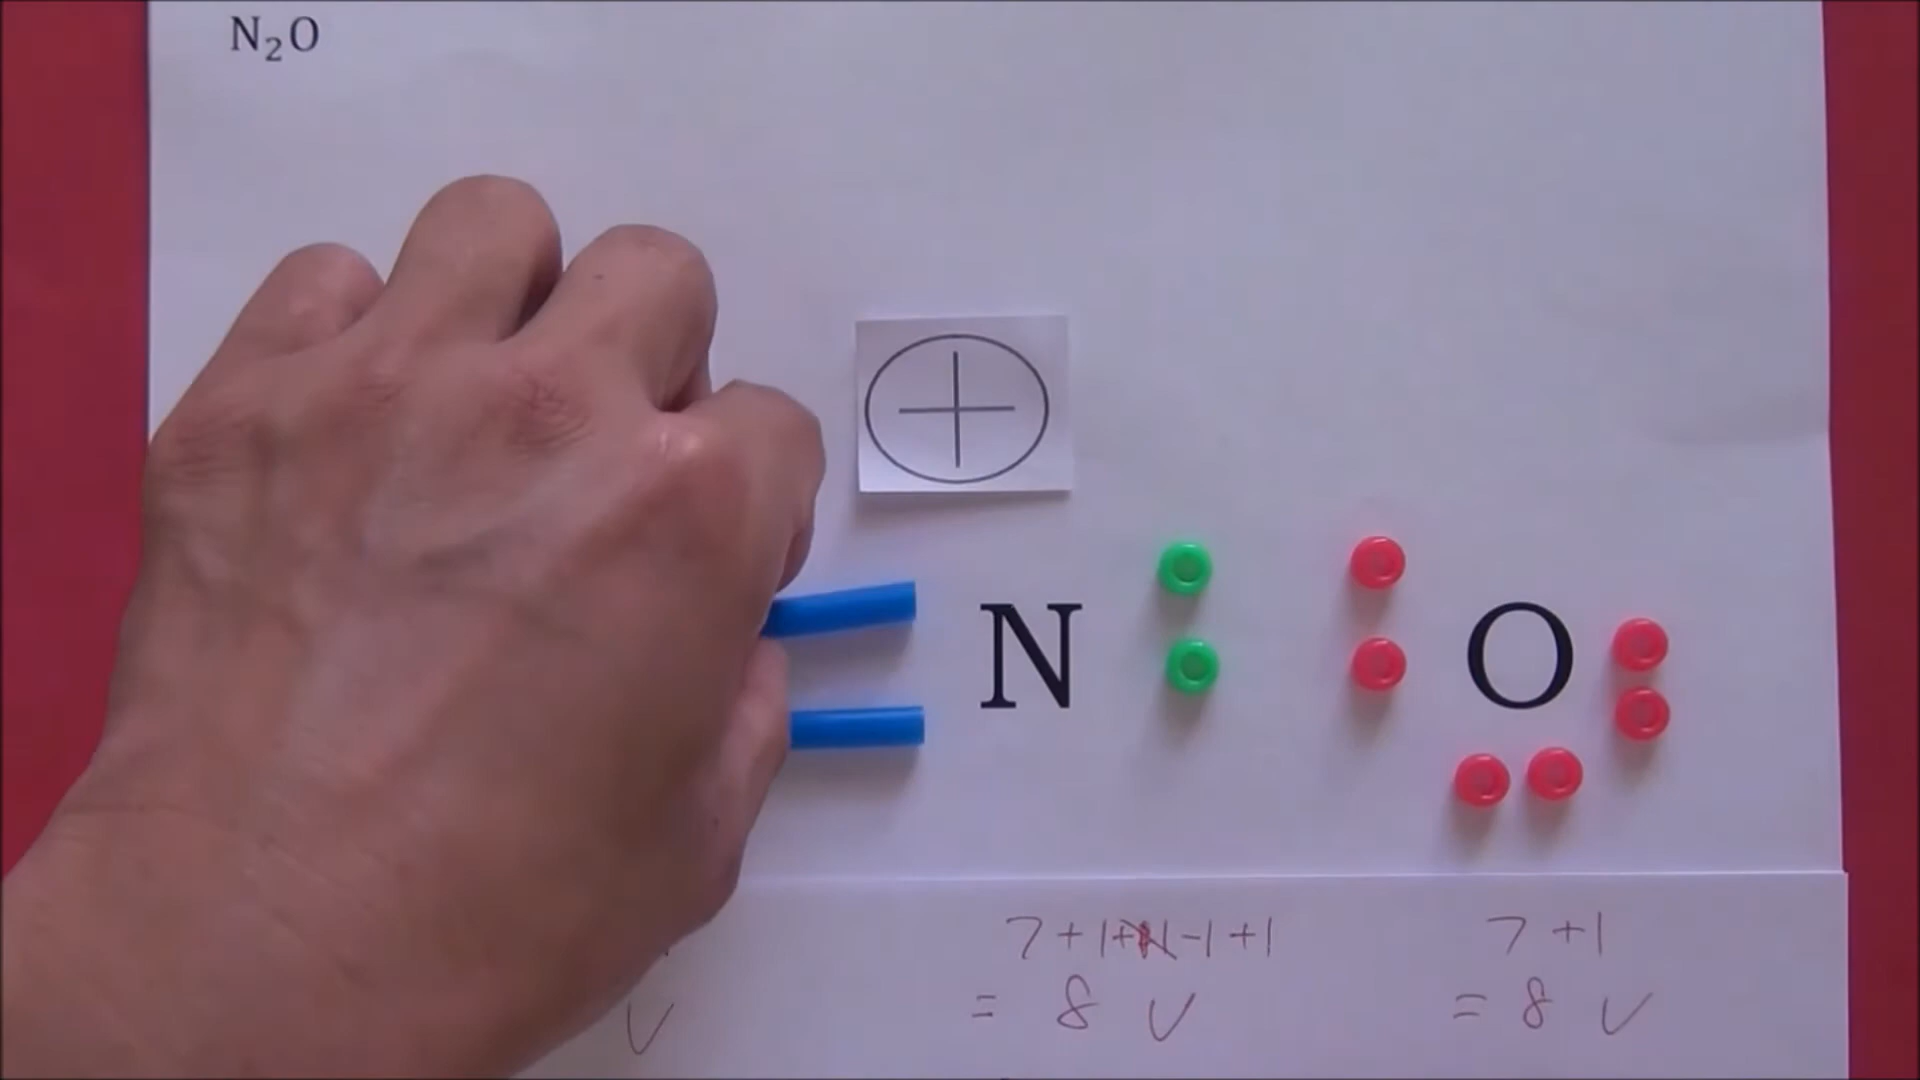 N₂O
N O
7+1 -1+1 7+1
= 8 ✓ = 8 ✓
✓